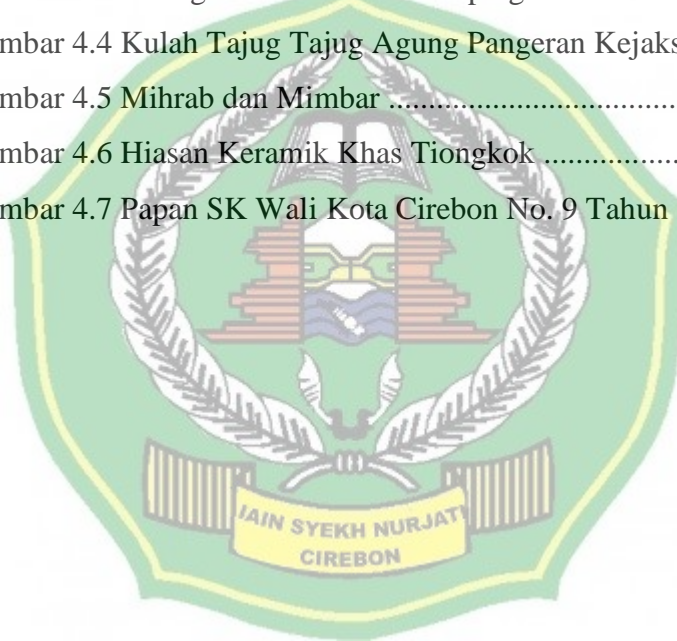 mbar 4.4 Kulah Tajug Tajug Agung Pangeran Kejaks
mbar 4.5 Mihrab dan Mimbar ....................................
mbar 4.6 Hiasan Keramik Khas Tiongkok .................
mbar 4.7 Papan SK Wali Kota Cirebon No. 9 Tahun
IAIN SYEKH NURJATI
CIREBON